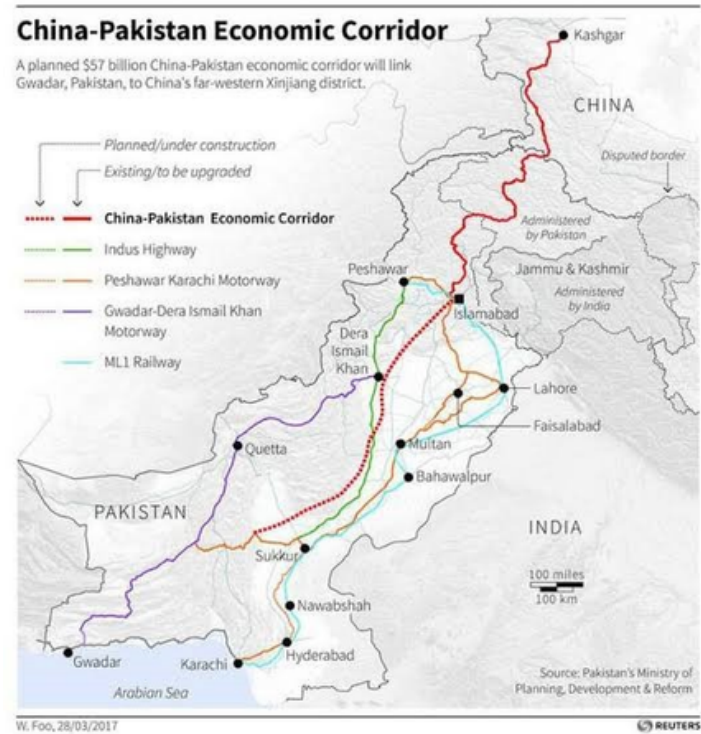 China-Pakistan Economic Corridor
A planned $57 billion China-Pakistan economic corridor will link
Gwadar, Pakistan, to China's far-western Xinjiang district.
Planned/under construction
Existing/to be upgraded
China-Pakistan Economic Corridor
Indus Highway
Peshawar Karachi Motorway
Gwadar-Dera Ismail Khan
Motorway
ML1 Railway
Kashgar
CHINA
Disputed border
Administered
by Pakistan
Jammu & Kashmir
Administered
by India
Peshawar
Islamabad
Dera
Ismail
Khan
Lahore
Faisalabad
Quetta
Multan
Bahawalpur
PAKISTAN
INDIA
Sukkur
100 miles
100 km
Nawabshah
Hyderabad
Gwadar
Karachi
Arabian Sea
Source: Pakistan's Ministry of
Planning, Development & Reform
W. Foo, 28/03/2017
REUTERS